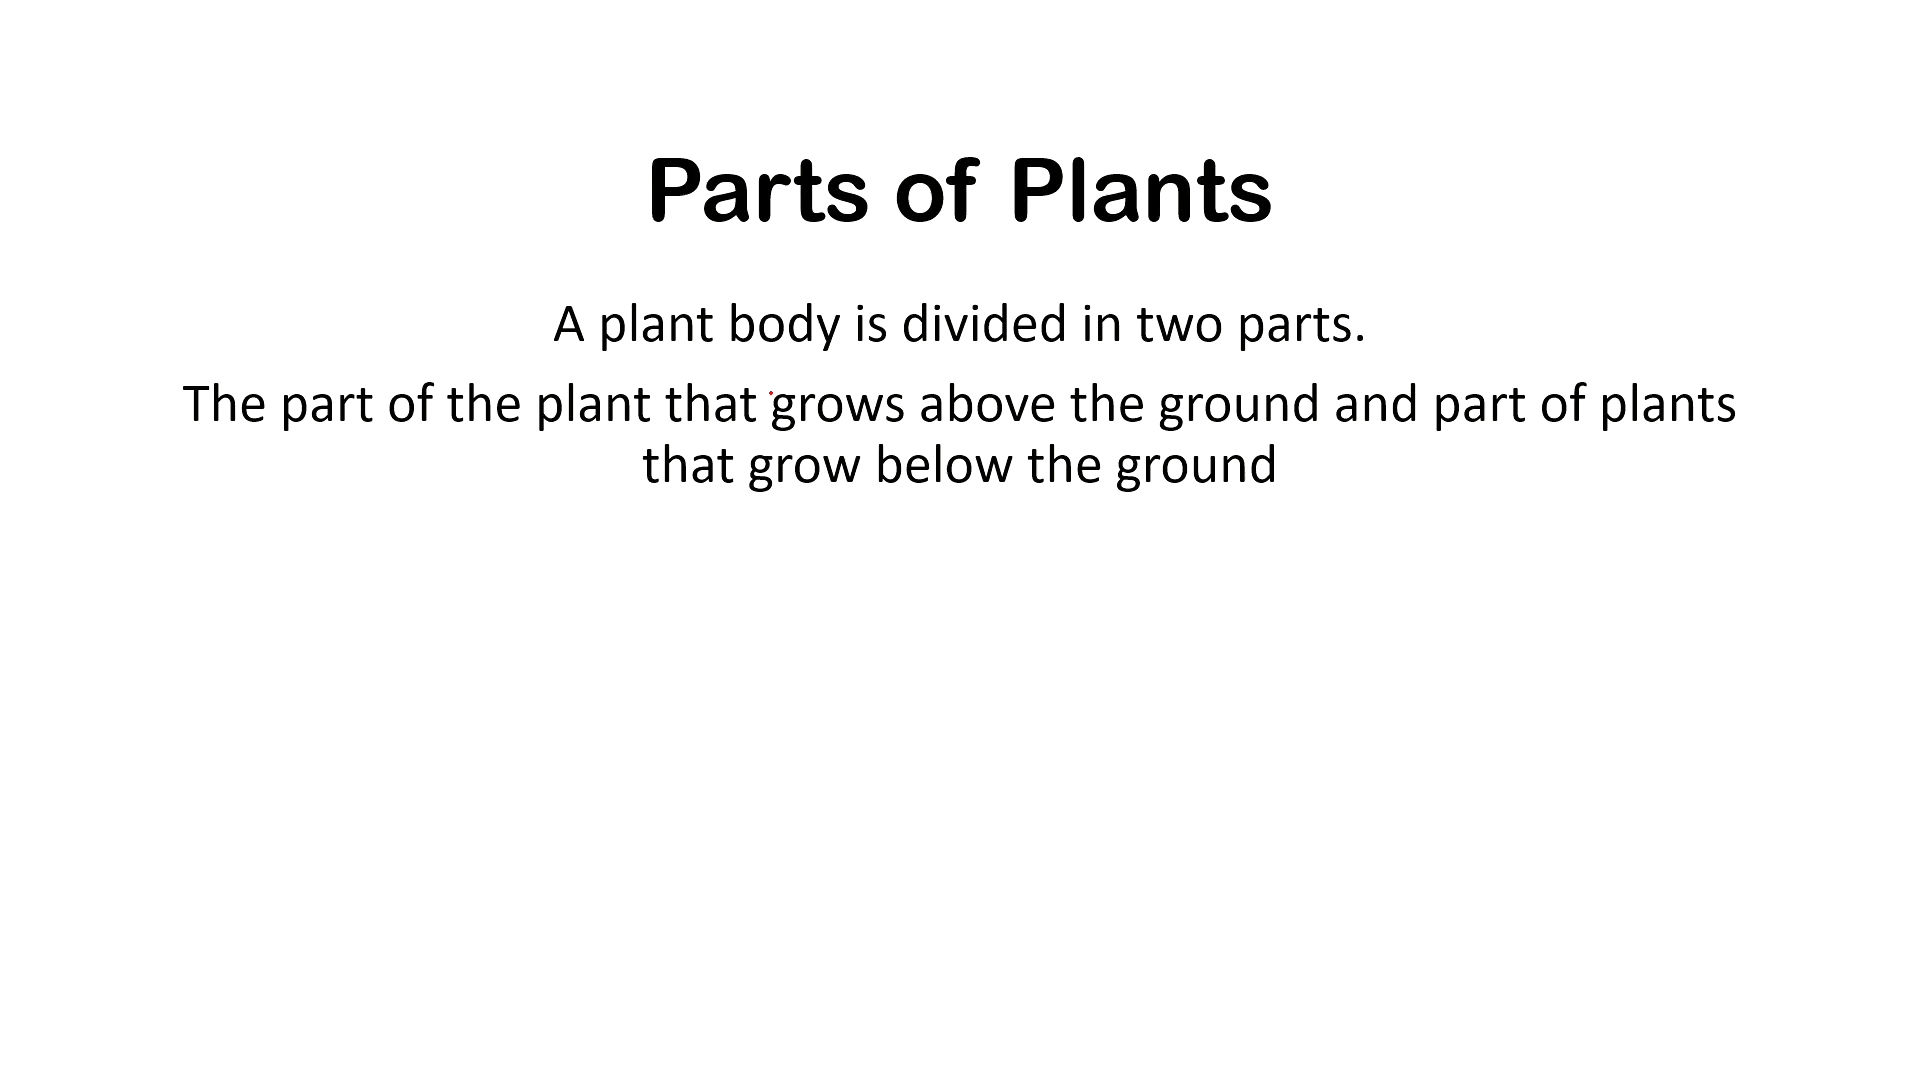 Parts of Plants
A plant body is divided in two parts.
The part of the plant that grows above the ground and part of plants
that grow below the ground